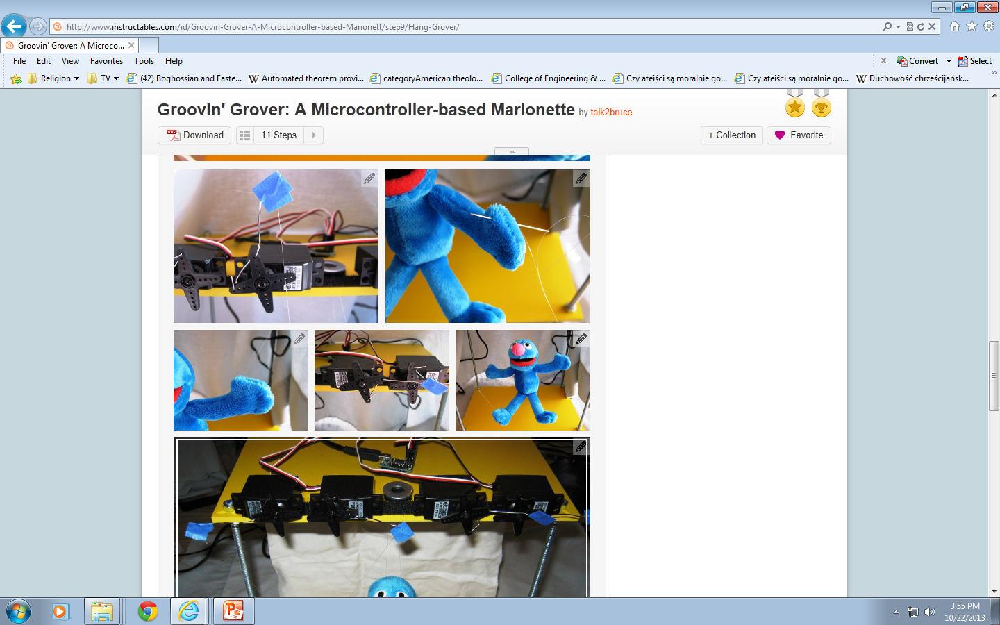 http://www.instructables.com/id/Groovin-Grover-A-Microcontroller-based-Marionett/step9/Hang-Grover/
Groovin' Grover: A Microco...
File Edit View Favorites Tools Help
Convert Select
Religion TV (42) Boghossian and Easte... Automated theorem provi... categoryAmerican theolo... College of Engineering & ... Czy ateiści są moralnie go... Czy ateiści są moralnie go... Duchowość chrześcijańsk...
Groovin' Grover: A Microcontroller-based Marionette by talk2bruce
PDF Download 11 Steps + Collection Favorite
3:55 PM
10/22/2013